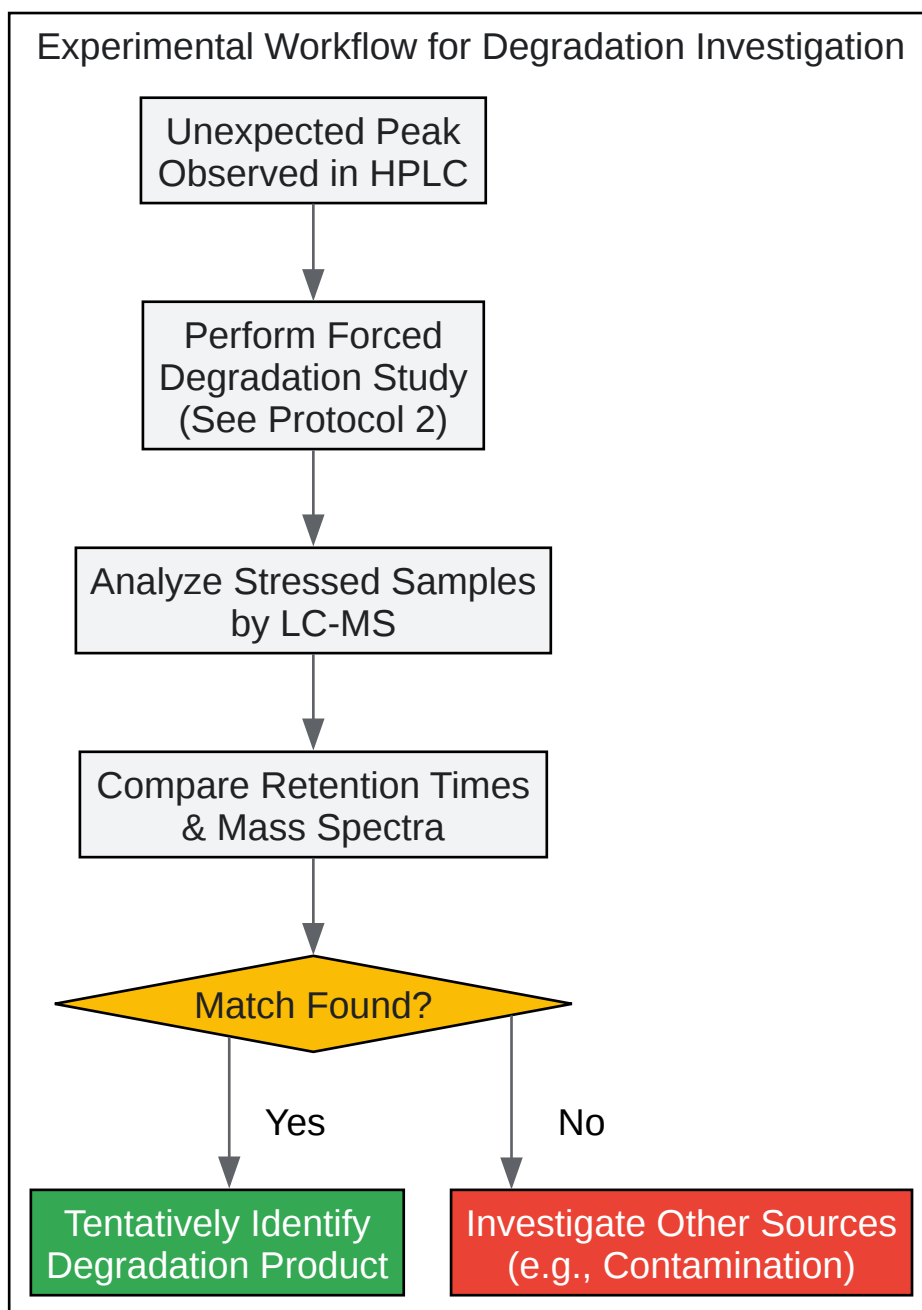 Experimental Workflow for Degradation Investigation
Unexpected Peak
Observed in HPLC
Perform Forced
Degradation Study
(See Protocol 2)
Analyze Stressed Samples
by LC-MS
Compare Retention Times
& Mass Spectra
Match Found?
Yes
No
Tentatively Identify
Degradation Product
Investigate Other Sources
(e.g., Contamination)